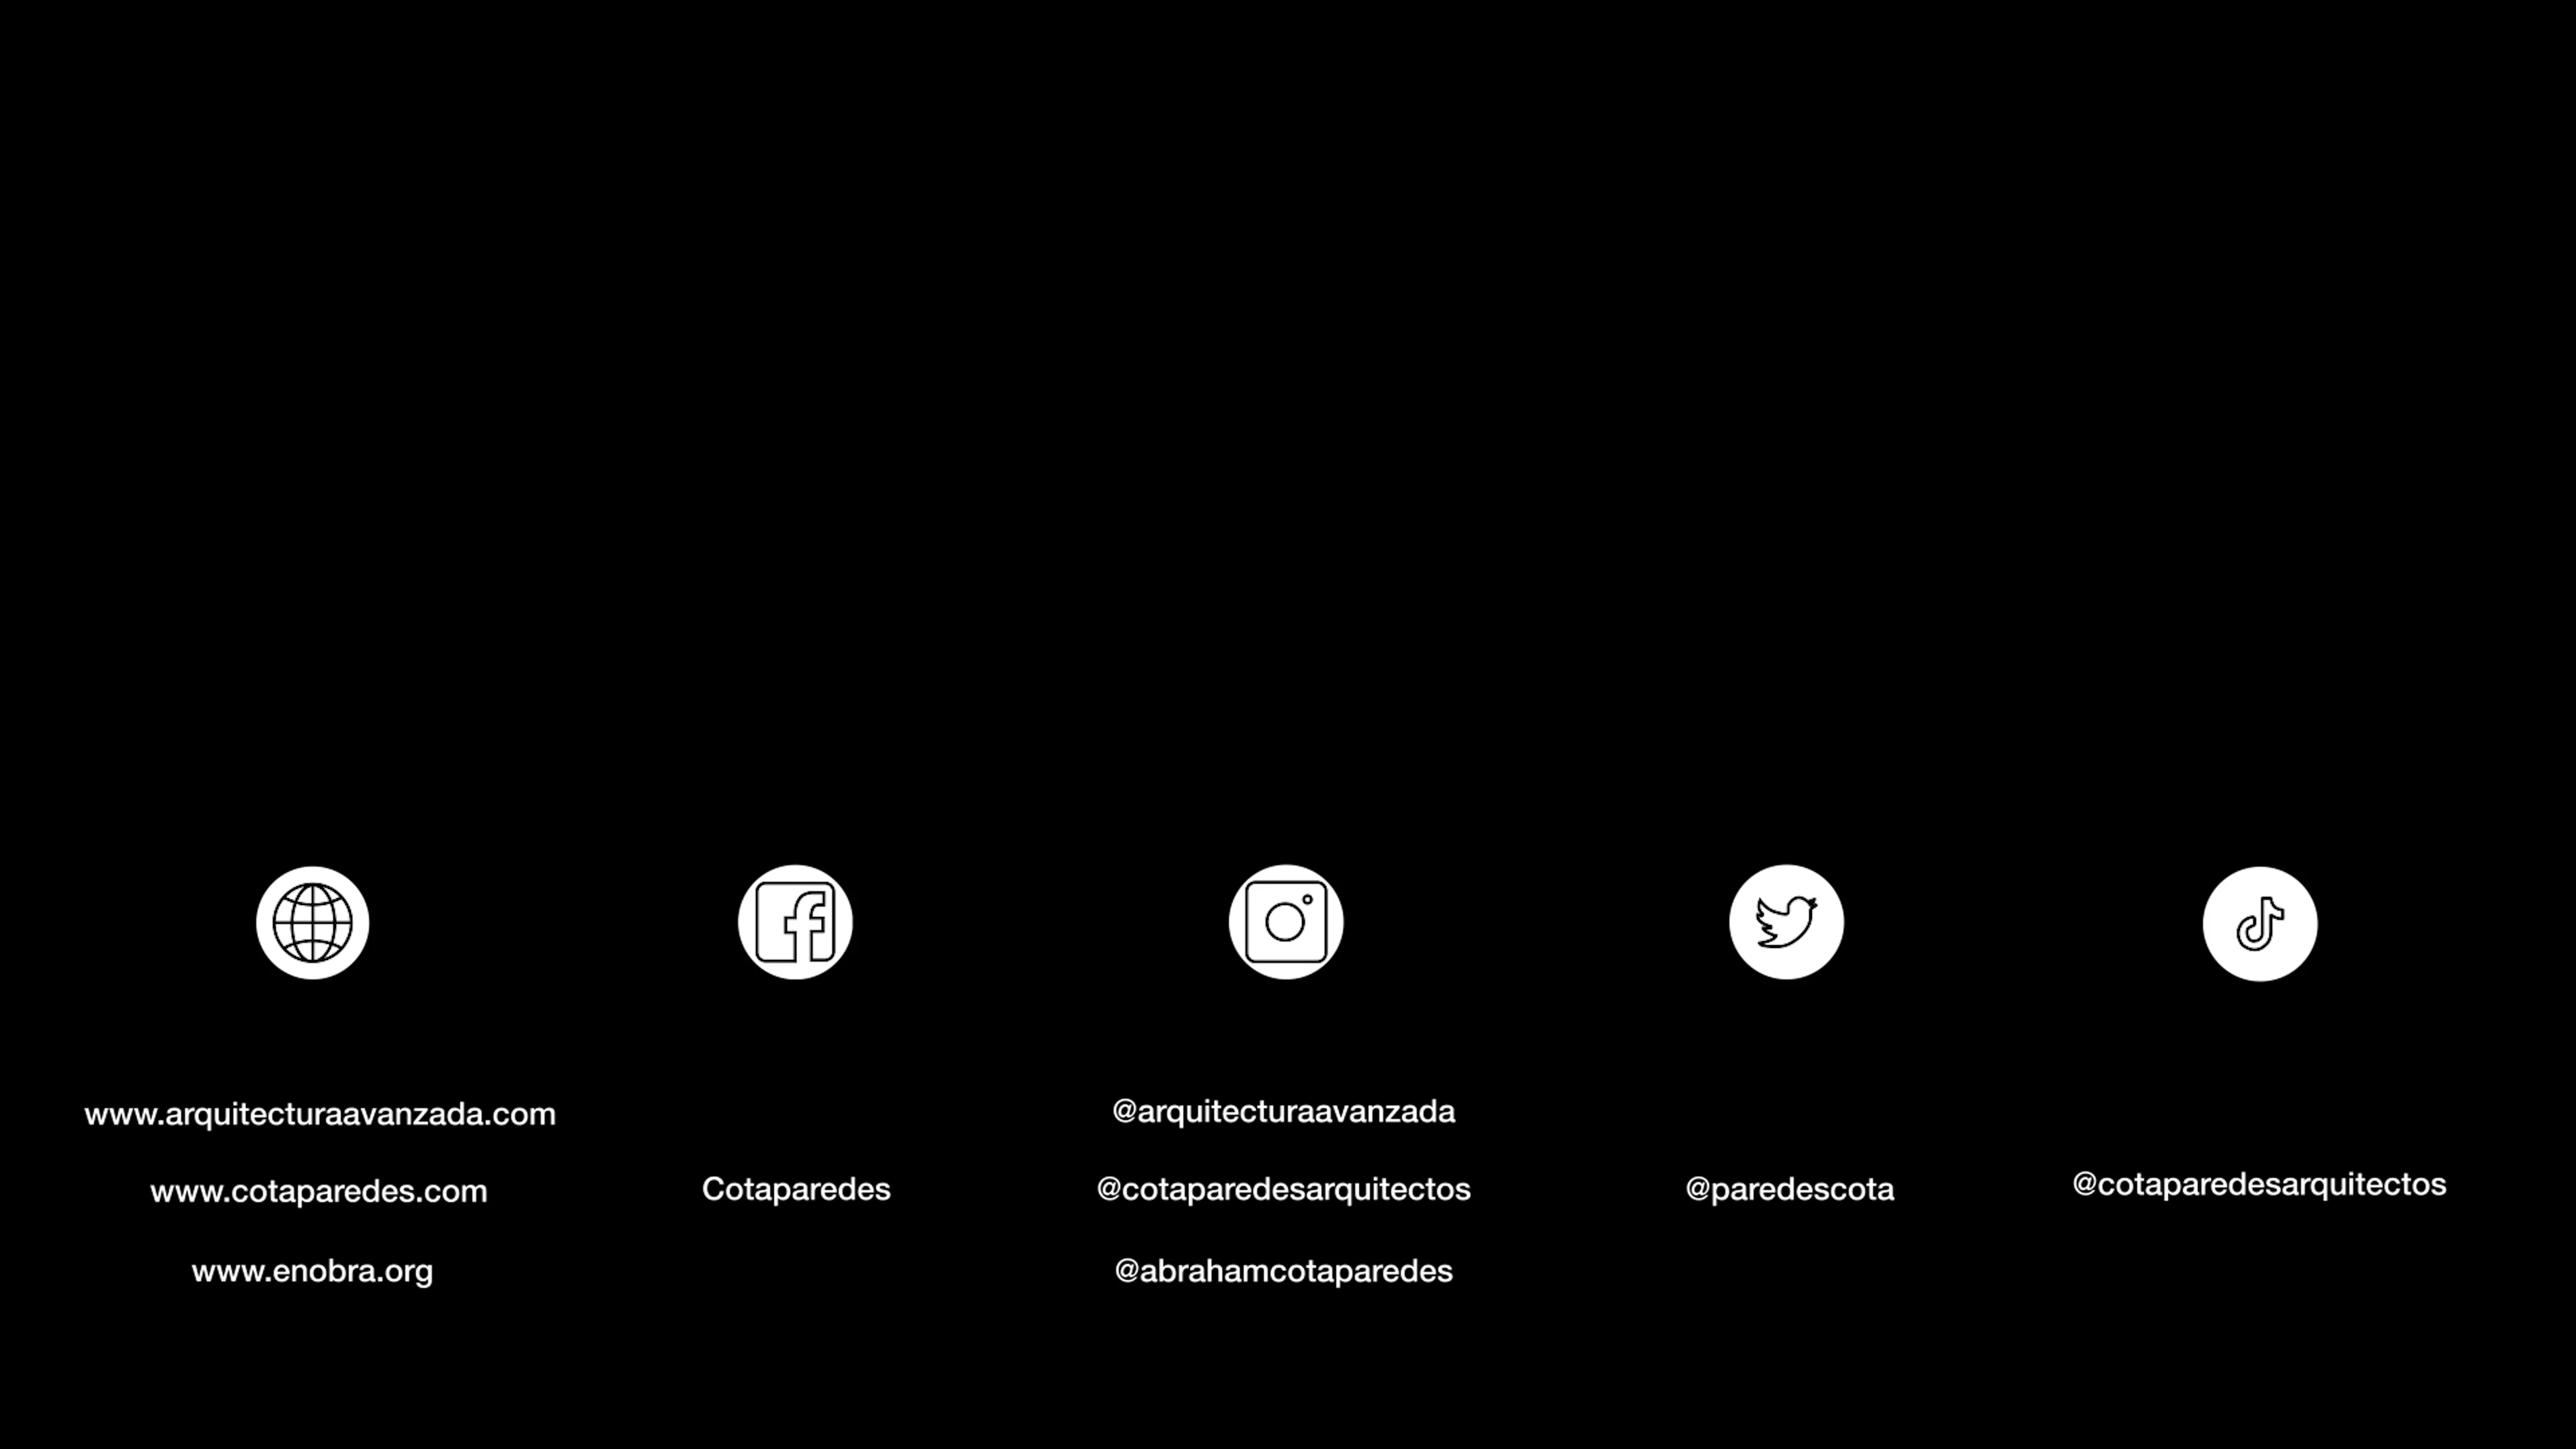 www.arquitecturaavanzada.com
www.cotaparedes.com
www.enobra.org
Cotaparedes
@arquitecturaavanzada
@cotaparedesarquitectos
@abrahamcotaparedes
@paredescota
@cotaparedesarquitectos